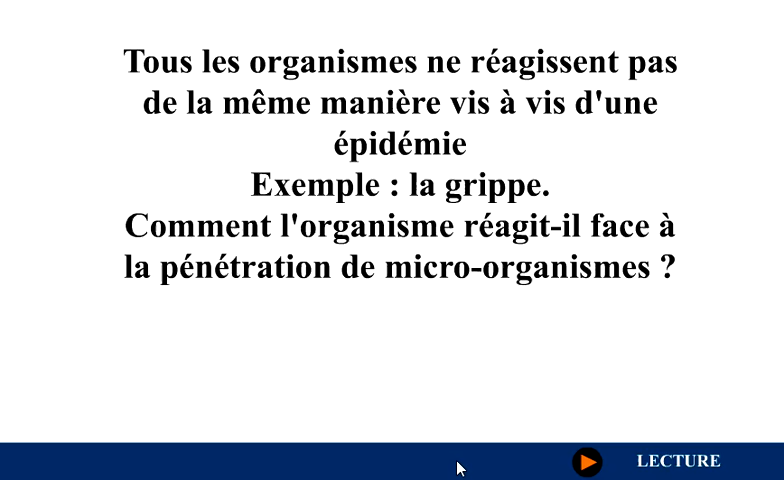 Tous les organismes ne réagissent pas
de la même manière vis à vis d'une
épidémie
Exemple : la grippe.
Comment l'organisme réagit-il face à
la pénétration de micro-organismes ?
LECTURE